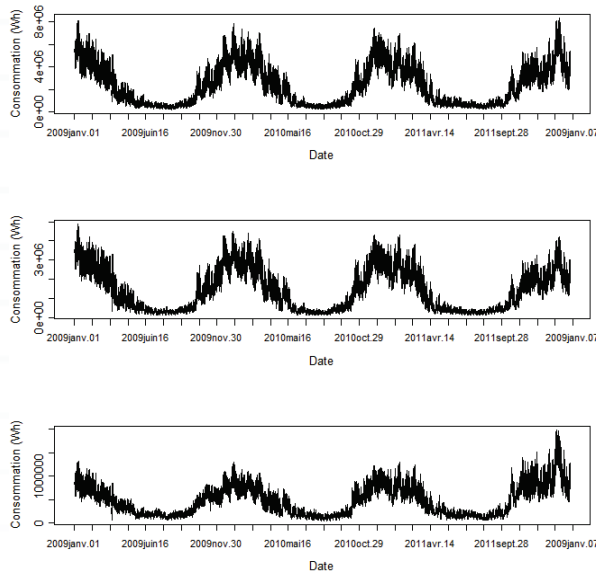 Consommation (Wh)
8e+06
4e+06
0e+00
2009janv.01 2009juin16 2009nov.30 2010mai16 2010oct.29 2011avr.14 2011sept.28 2009janv.07
Date
Consommation (Wh)
3e+06
0e+00
2009janv.01 2009juin16 2009nov.30 2010mai16 2010oct.29 2011avr.14 2011sept.28 2009janv.07
Date
Consommation (Wh)
1000000
0
2009janv.01 2009juin16 2009nov.30 2010mai16 2010oct.29 2011avr.14 2011sept.28 2009janv.07
Date